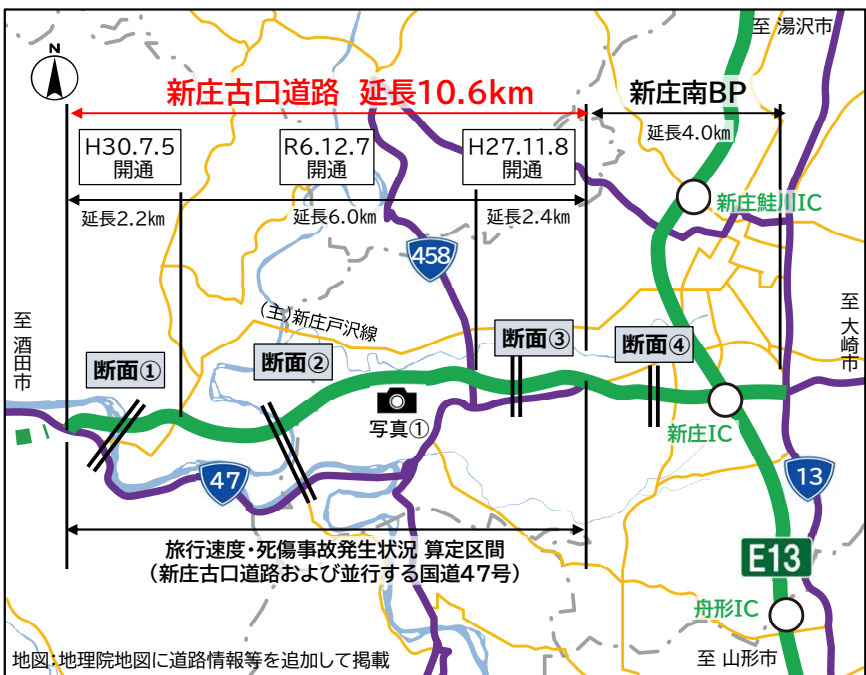 至 湯沢市
N
新庄古口道路 延長10.6km
新庄南BP
延長4.0km
H30.7.5
開通
R6.12.7
開通
H27.11.8
開通
延長2.2km
延長6.0km
延長2.4km
新庄鮭川IC
458
(主)新庄戸沢線
至 酒田市
至 大崎市
断面①
断面②
断面③
断面④
写真①
新庄IC
47
13
旅行速度・死傷事故発生状況 算定区間
(新庄古口道路および並行する国道47号)
E13
舟形IC
地図:地理院地図に道路情報等を追加して掲載
至 山形市